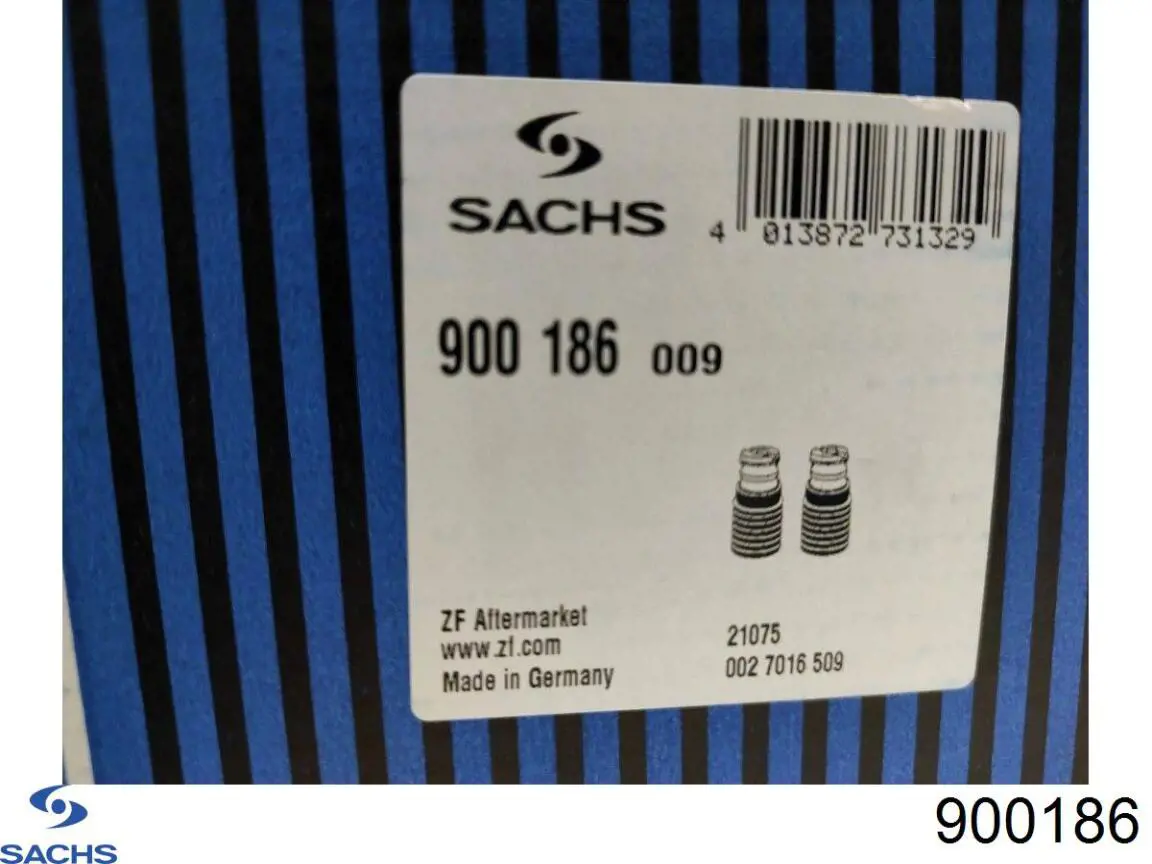 SACHS
4 013872 731329
900 186 009
ZF Aftermarket
www.zf.com
Made in Germany
21075
002 7016 509
SACHS
900186